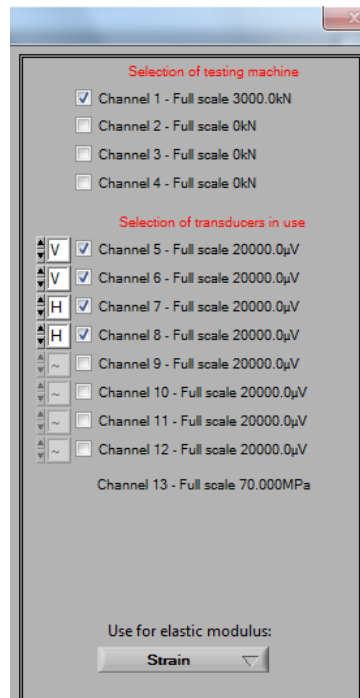 Selection of testing machine
Channel 1 - Full scale 3000.0kN
Channel 2 - Full scale 0kN
Channel 3 - Full scale 0kN
Channel 4 - Full scale 0kN
Selection of transducers in use
V Channel 5 - Full scale 20000.0µV
V Channel 6 - Full scale 20000.0µV
H Channel 7 - Full scale 20000.0µV
H Channel 8 - Full scale 20000.0µV
~ Channel 9 - Full scale 20000.0µV
~ Channel 10 - Full scale 20000.0µV
~ Channel 11 - Full scale 20000.0µV
~ Channel 12 - Full scale 20000.0µV
Channel 13 - Full scale 70.000MPa
Use for elastic modulus:
Strain